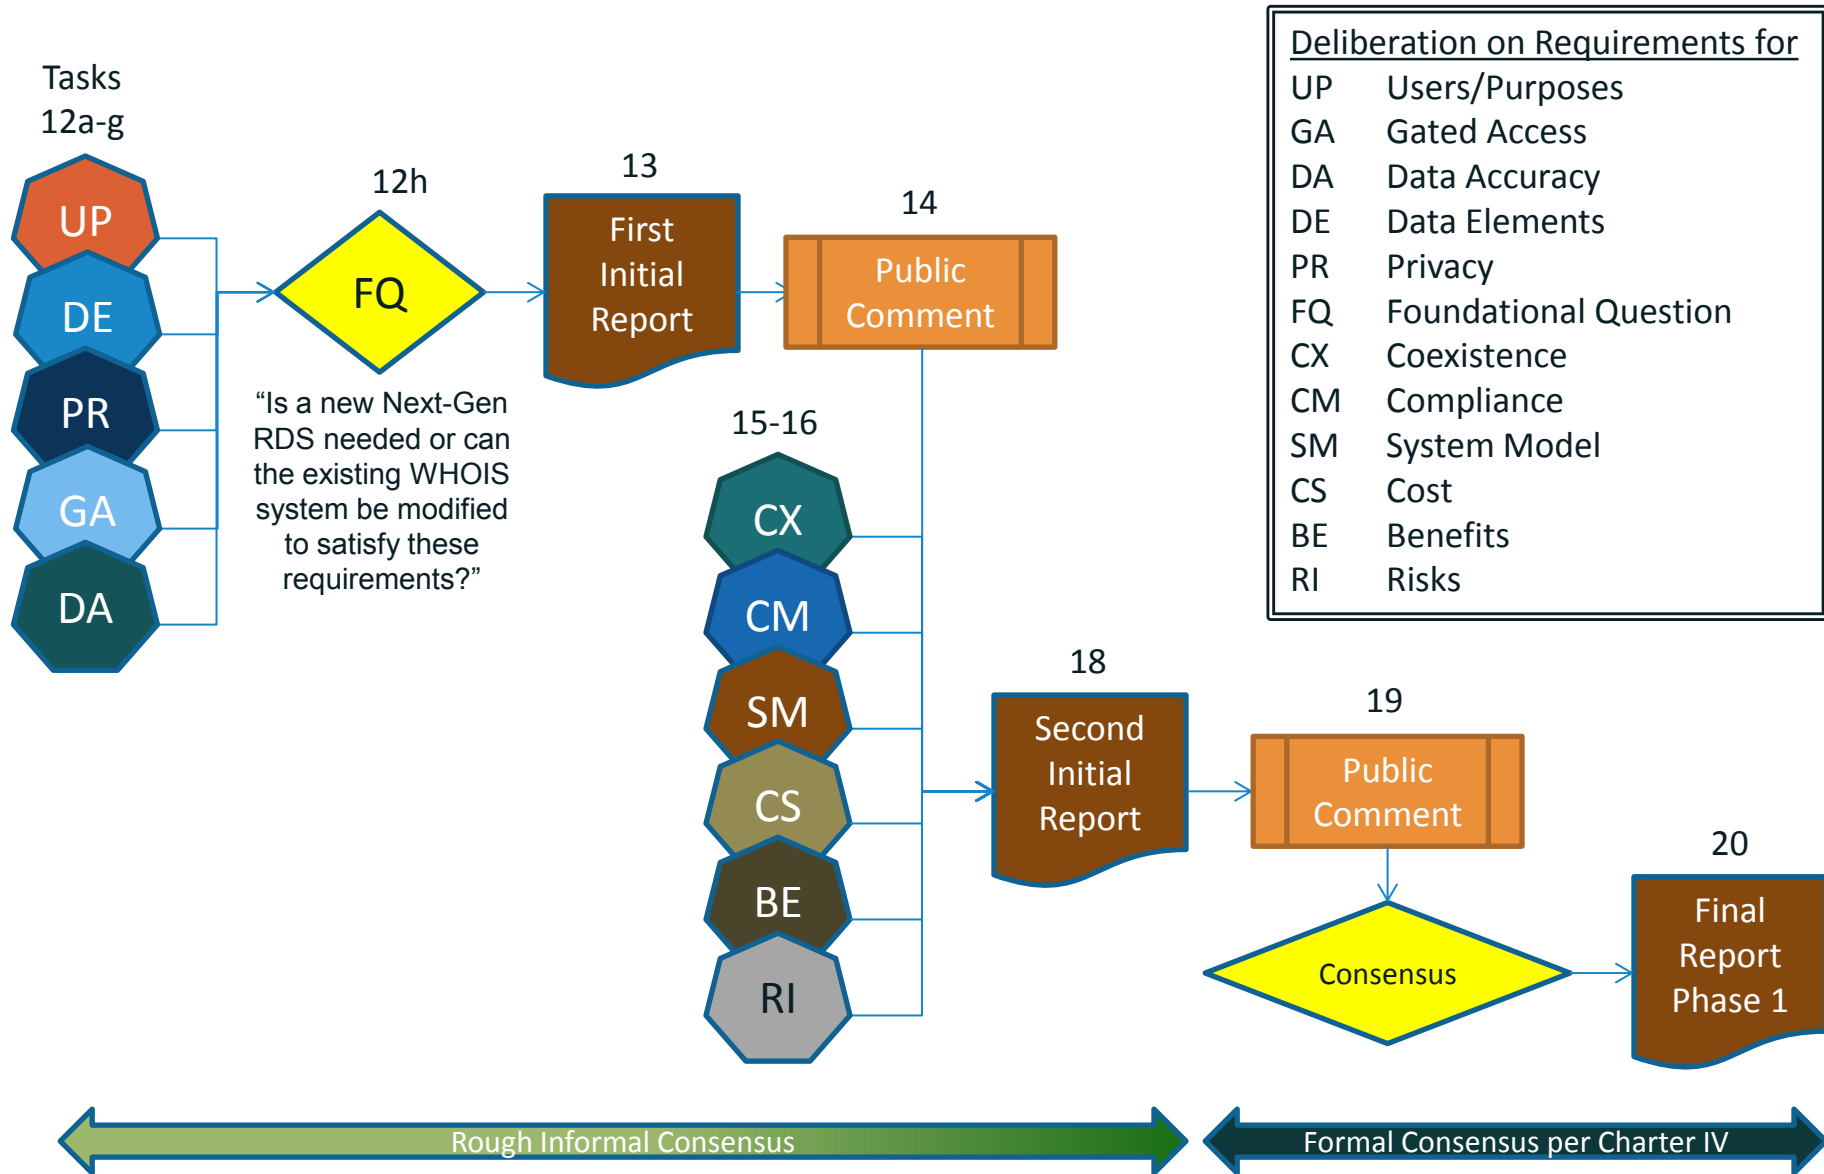 Tasks
12a-g
UP
DE
PR
GA
DA
12h
FQ
“Is a new Next-Gen
RDS needed or can
the existing WHOIS
system be modified
to satisfy these
requirements?”
13
First
Initial
Report
14
Public
Comment
15-16
CX
CM
SM
CS
BE
RI
18
Second
Initial
Report
19
Public
Comment
Consensus
20
Final
Report
Phase 1
Deliberation on Requirements for
UP Users/Purposes
GA Gated Access
DA Data Accuracy
DE Data Elements
PR Privacy
FQ Foundational Question
CX Coexistence
CM Compliance
SM System Model
CS Cost
BE Benefits
RI Risks
Rough Informal Consensus
Formal Consensus per Charter IV